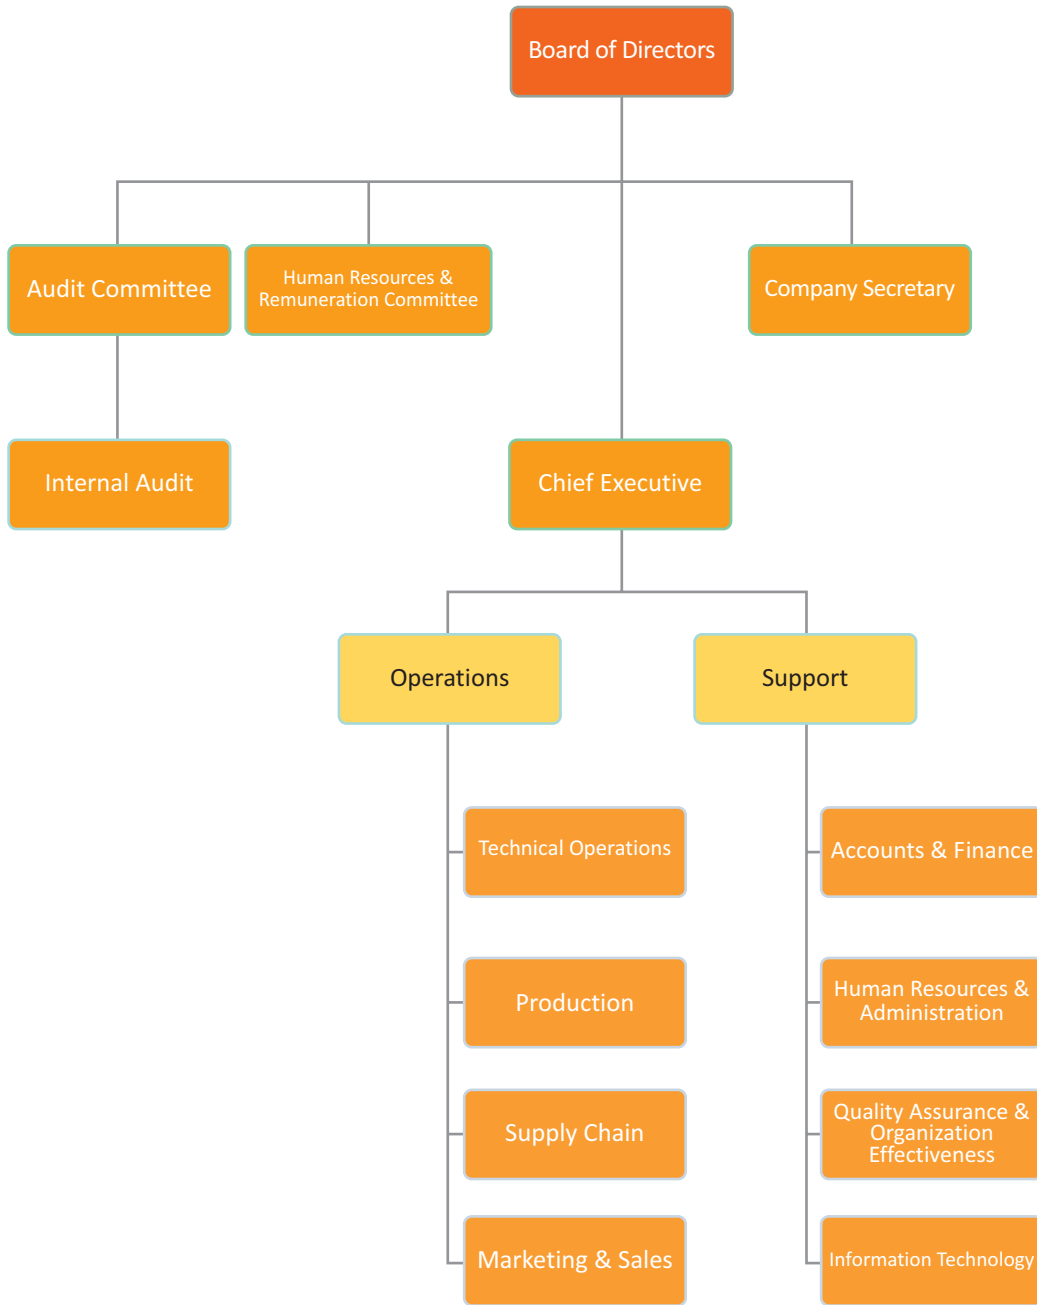 Board of Directors
Audit Committee
Human Resources &
Remuneration Committee
Company Secretary
Internal Audit
Chief Executive
Operations
Support
Technical Operations
Accounts & Finance
Production
Human Resources &
Administration
Supply Chain
Quality Assurance &
Organization
Effectiveness
Marketing & Sales
Information Technology